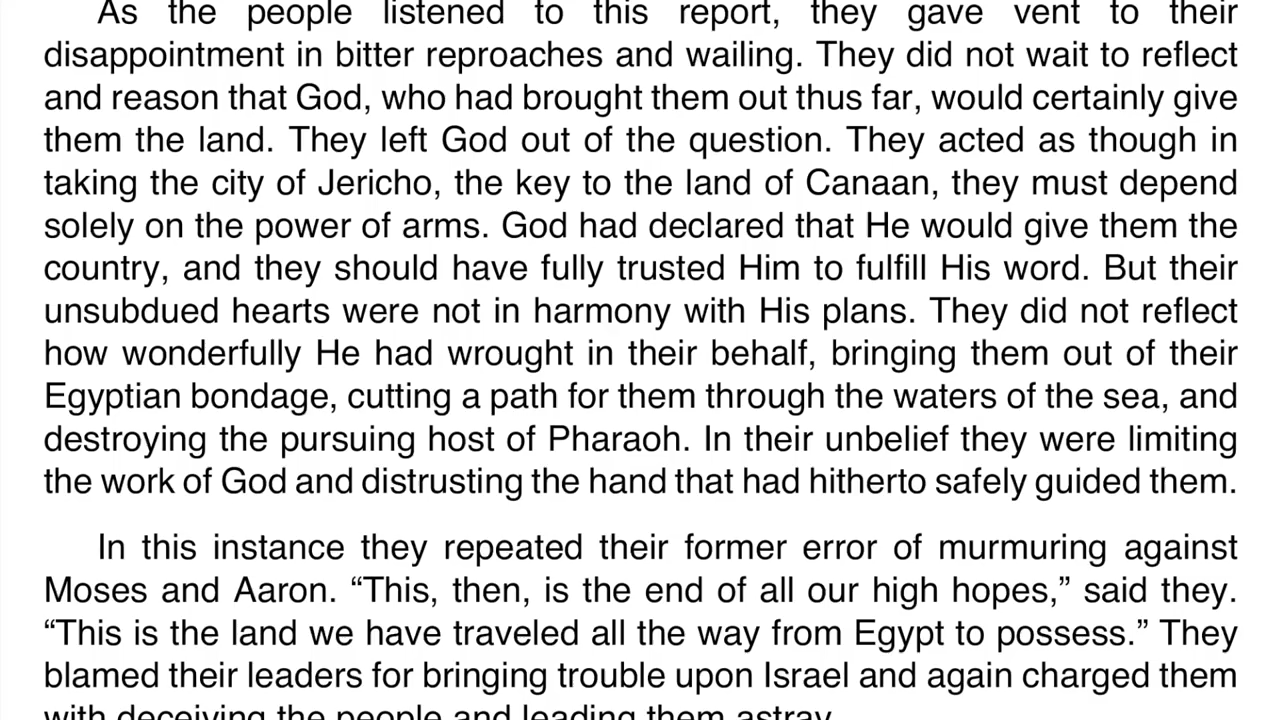 As the people listened to this report, they gave vent to their
disappointment in bitter reproaches and wailing. They did not wait to reflect
and reason that God, who had brought them out thus far, would certainly give
them the land. They left God out of the question. They acted as though in
taking the city of Jericho, the key to the land of Canaan, they must depend
solely on the power of arms. God had declared that He would give them the
country, and they should have fully trusted Him to fulfill His word. But their
unsubdued hearts were not in harmony with His plans. They did not reflect
how wonderfully He had wrought in their behalf, bringing them out of their
Egyptian bondage, cutting a path for them through the waters of the sea, and
destroying the pursuing host of Pharaoh. In their unbelief they were limiting
the work of God and distrusting the hand that had hitherto safely guided them.
In this instance they repeated their former error of murmuring against
Moses and Aaron. “This, then, is the end of all our high hopes,” said they.
“This is the land we have traveled all the way from Egypt to possess.” They
blamed their leaders for bringing trouble upon Israel and again charged them
with deceiving the people and leading them astray.